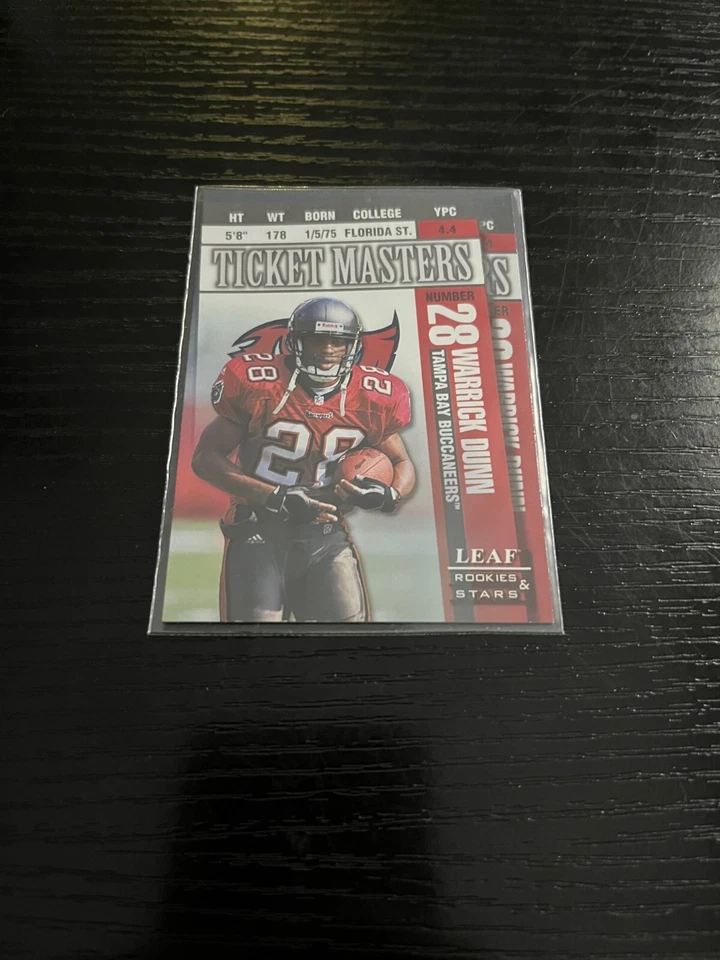 HT WT BORN COLLEGE YPC
5'8" 178 1/5/75 FLORIDA ST. 4.4
TICKET MASTERS
NUMBER
28 WARRICK DUNN
TAMPA BAY BUCCANEERS™
28
28
28
LEAF
ROOKIES &
STARS